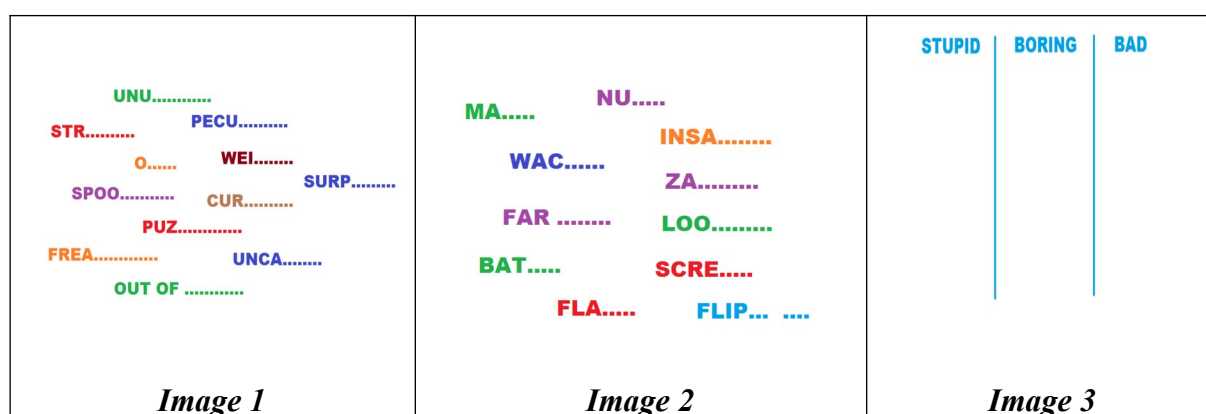 UNU............
STR..........
PECU..........
O......
WEI........
SURP.........
SPOO...........
CUR..........
PUZ.............
FREA.............
UNCA........
OUT OF ............
Image 1
MA.....
NU.....
INSA........
WAC......
ZA.........
FAR ........
LOO.........
BAT.....
SCRE.....
FLA.....
FLIP... ....
Image 2
STUPID BORING BAD
Image 3